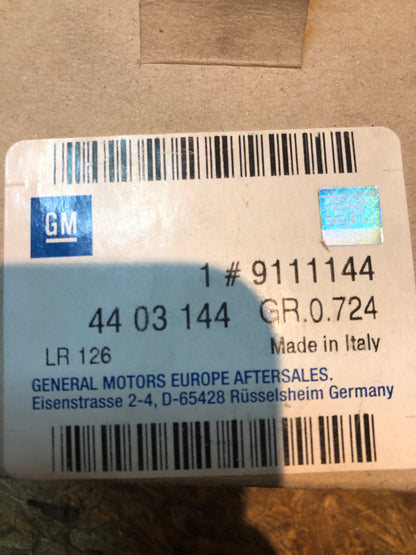 GM
1 # 9111144
44 03 144 GR.0.724
LR 126 Made in Italy
GENERAL MOTORS EUROPE AFTERSALES.
Eisenstrasse 2-4, D-65428 Rüsselsheim Germany